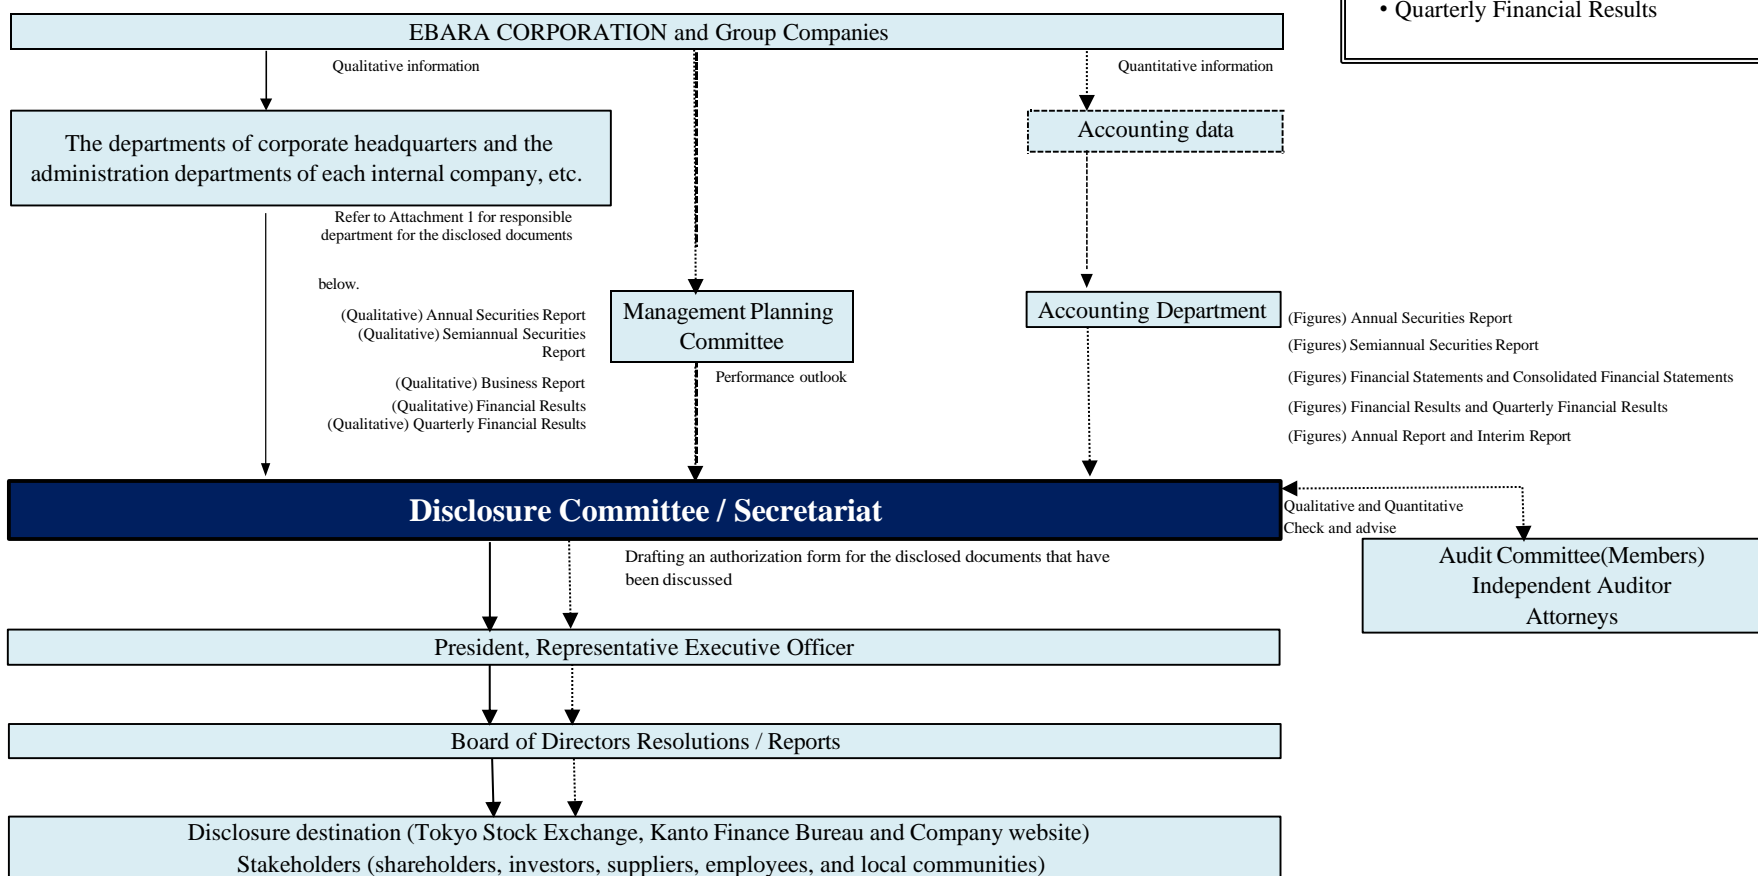 • Quarterly Financial Results
EBARA CORPORATION and Group Companies
Qualitative information
Quantitative information
The departments of corporate headquarters and the
administration departments of each internal company, etc.
Accounting data
Refer to Attachment 1 for responsible
department for the disclosed documents
below.
(Qualitative) Annual Securities Report
(Qualitative) Semiannual Securities
Report
(Qualitative) Business Report
(Qualitative) Financial Results
(Qualitative) Quarterly Financial Results
Management Planning
Committee
Performance outlook
Accounting Department
(Figures) Annual Securities Report
(Figures) Semiannual Securities Report
(Figures) Financial Statements and Consolidated Financial Statements
(Figures) Financial Results and Quarterly Financial Results
(Figures) Annual Report and Interim Report
Disclosure Committee / Secretariat
Qualitative and Quantitative
Check and advise
Audit Committee(Members)
Independent Auditor
Attorneys
Drafting an authorization form for the disclosed documents that have
been discussed
President, Representative Executive Officer
Board of Directors Resolutions / Reports
Disclosure destination (Tokyo Stock Exchange, Kanto Finance Bureau and Company website)
Stakeholders (shareholders, investors, suppliers, employees, and local communities)